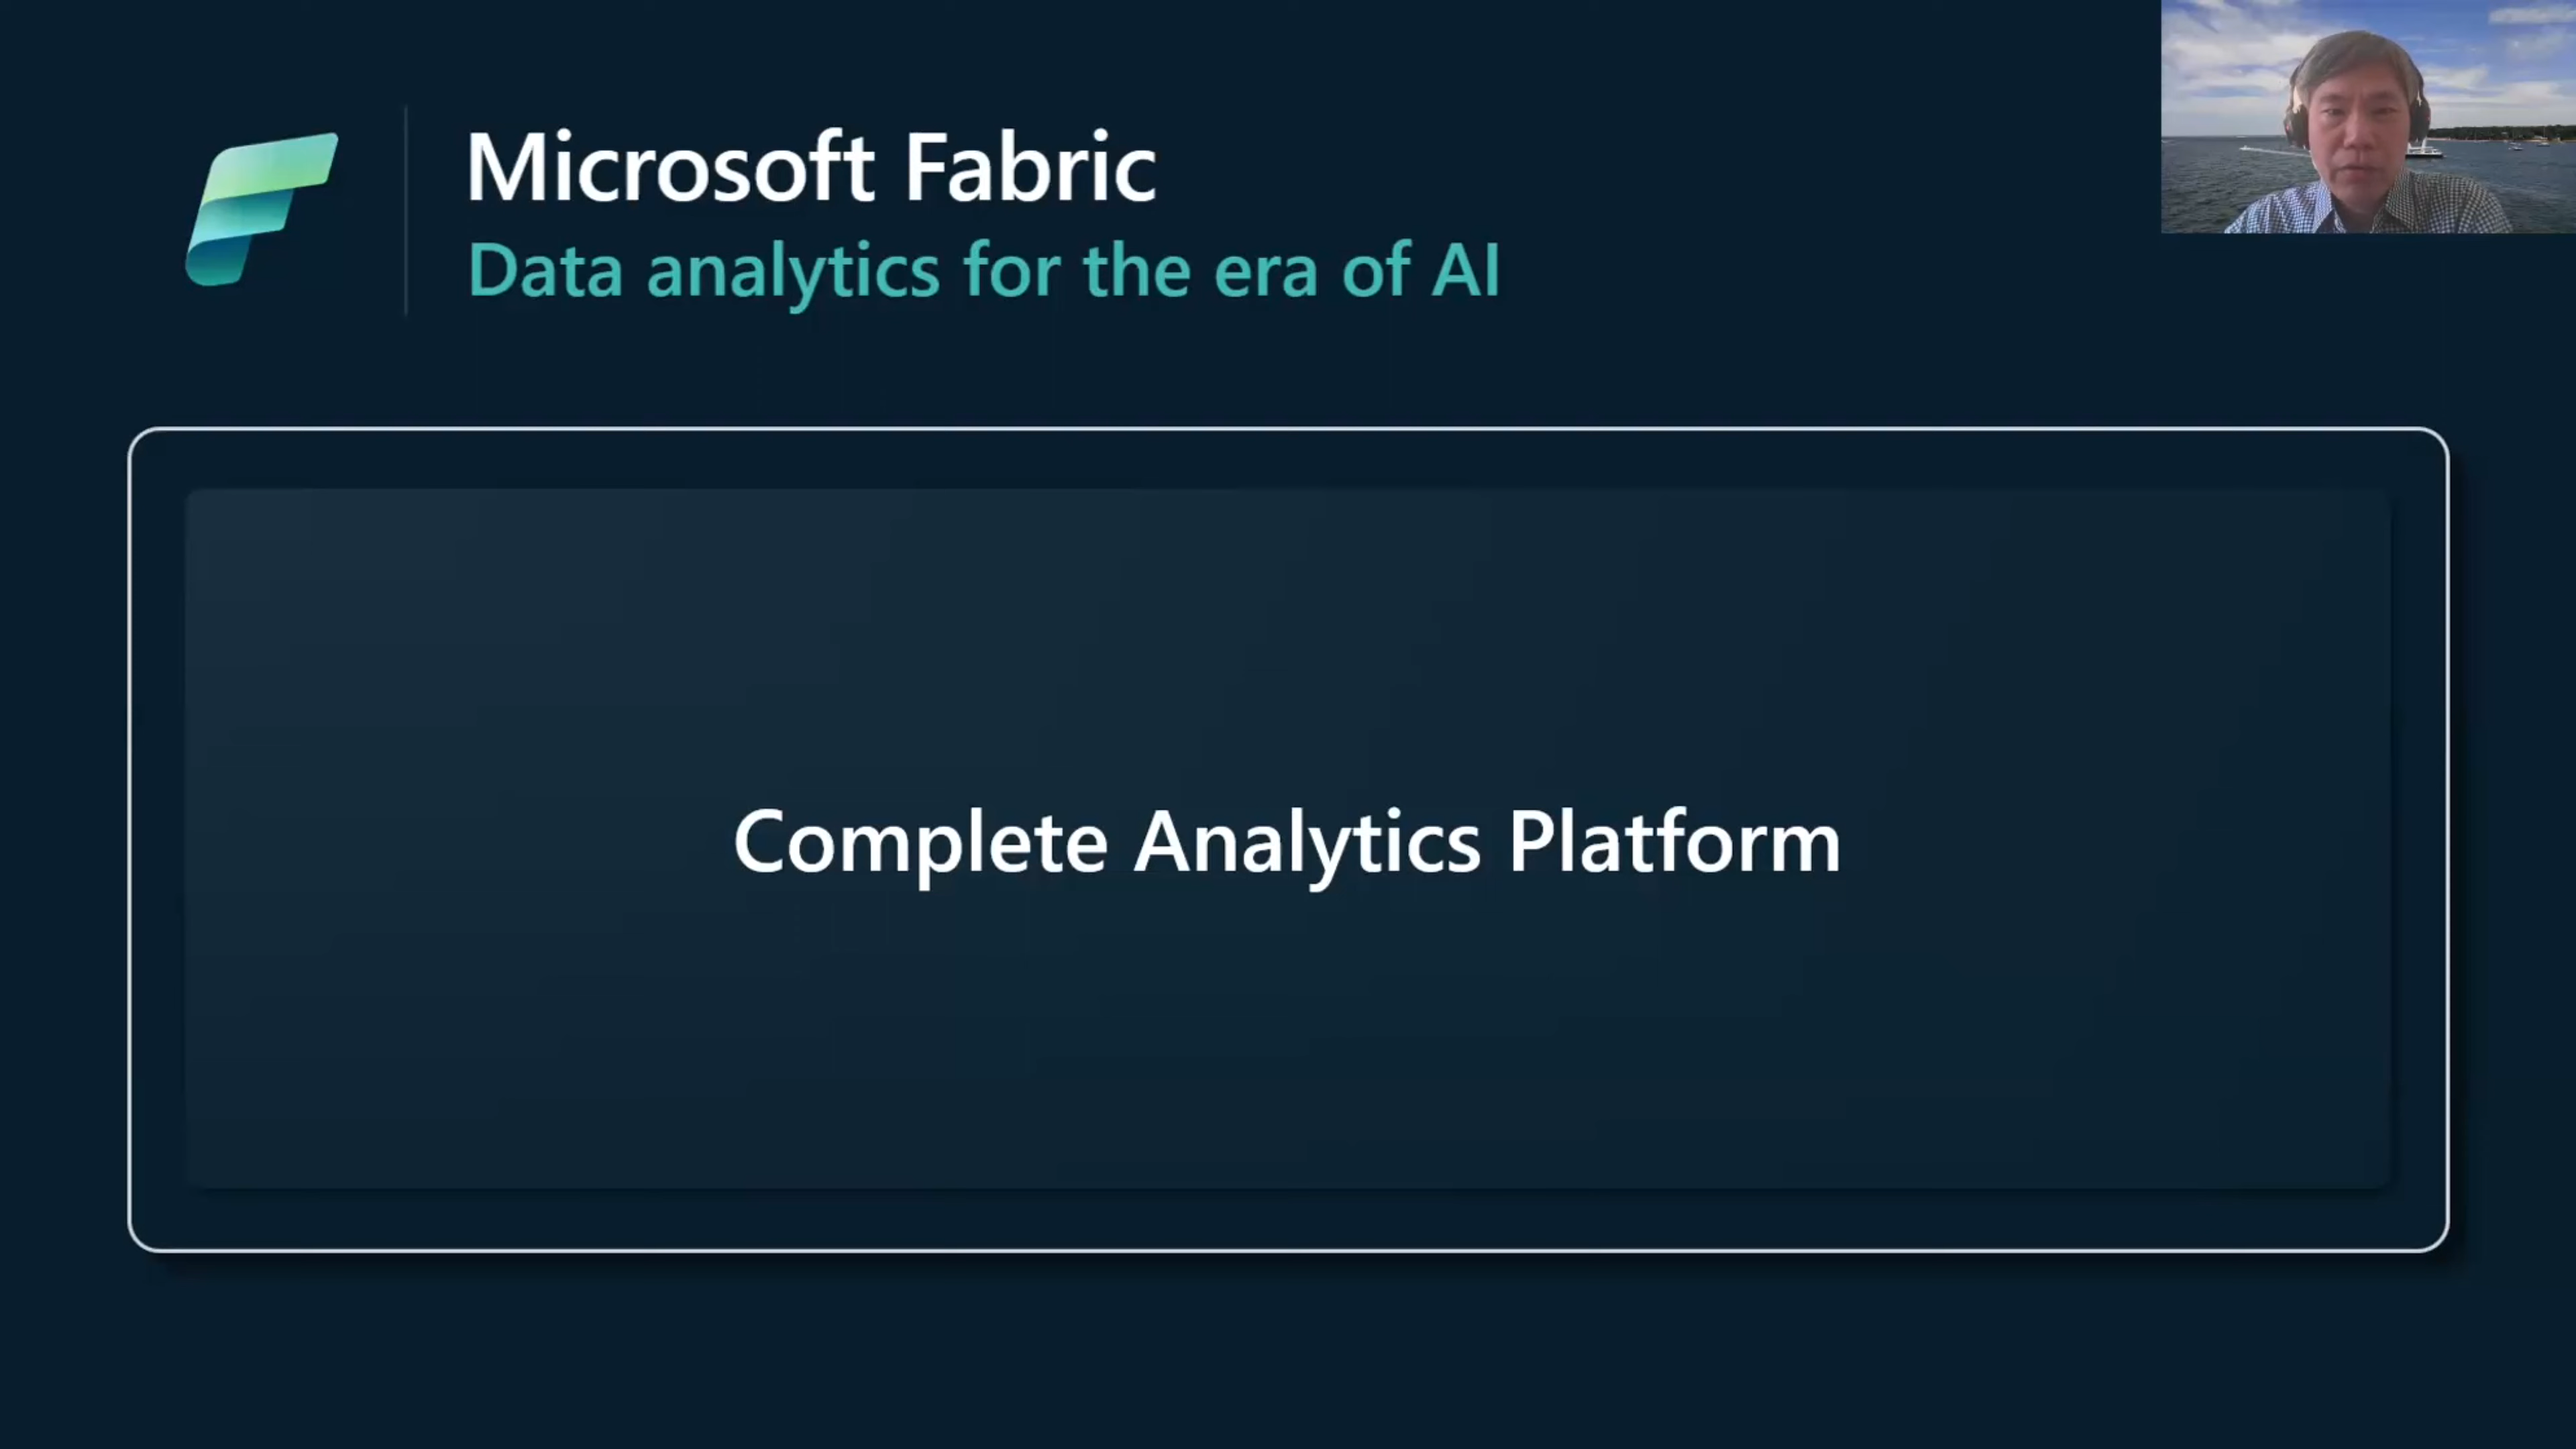 Microsoft Fabric
Data analytics for the era of AI
Complete Analytics Platform